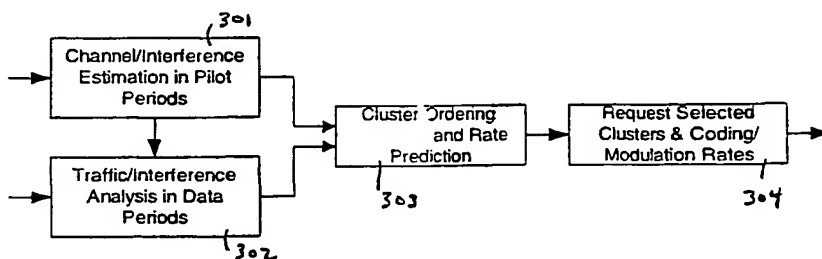 301
Channel/Interference
Estimation in Pilot
Periods
Traffic/Interference
Analysis in Data
Periods
302
Cluster Ordering
and Rate
Prediction
303
Request Selected
Clusters & Coding/
Modulation Rates
304